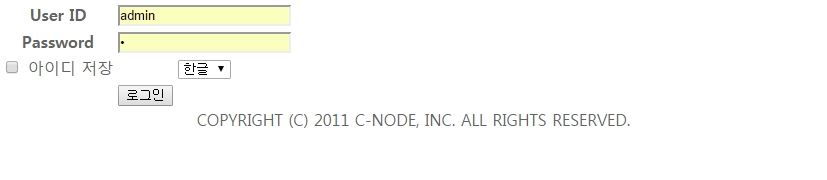 User ID admin
Password •
아이디 저장 한글 ▼
로그인
COPYRIGHT (C) 2011 C-NODE, INC. ALL RIGHTS RESERVED.